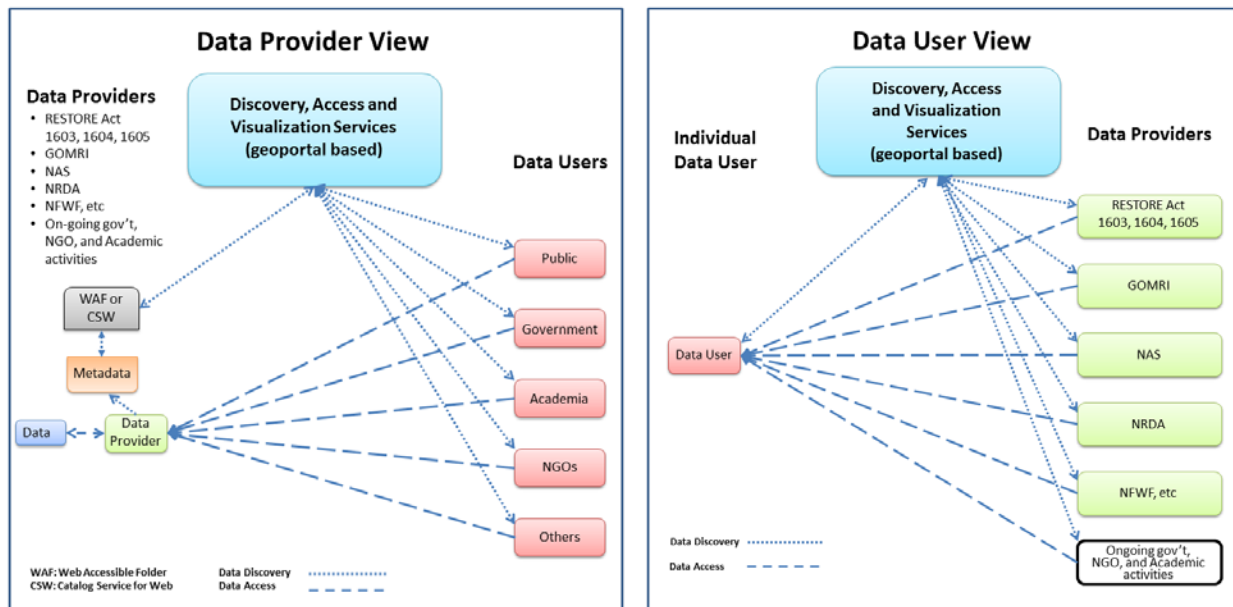 Data Provider View
Data Providers
• RESTORE Act
1603, 1604, 1605
• GOMRI
• NAS
• NRDA
• NFWF, etc
• On-going gov't,
NGO, and Academic
activities
Discovery, Access and
Visualization Services
(geoportal based)
Data Users
WAF or
CSW
Metadata
Data
Data
Provider
Public
Government
Academia
NGOs
Others
WAF: Web Accessible Folder
CSW: Catalog Service for Web
Data Discovery
Data Access
Data User View
Individual
Data User
Discovery, Access
and Visualization
Services
(geoportal based)
Data Providers
Data User
RESTORE Act
1603, 1604, 1605
GOMRI
NAS
NRDA
NFWF, etc
Ongoing gov't,
NGO, and Academic
activities
Data Discovery
Data Access